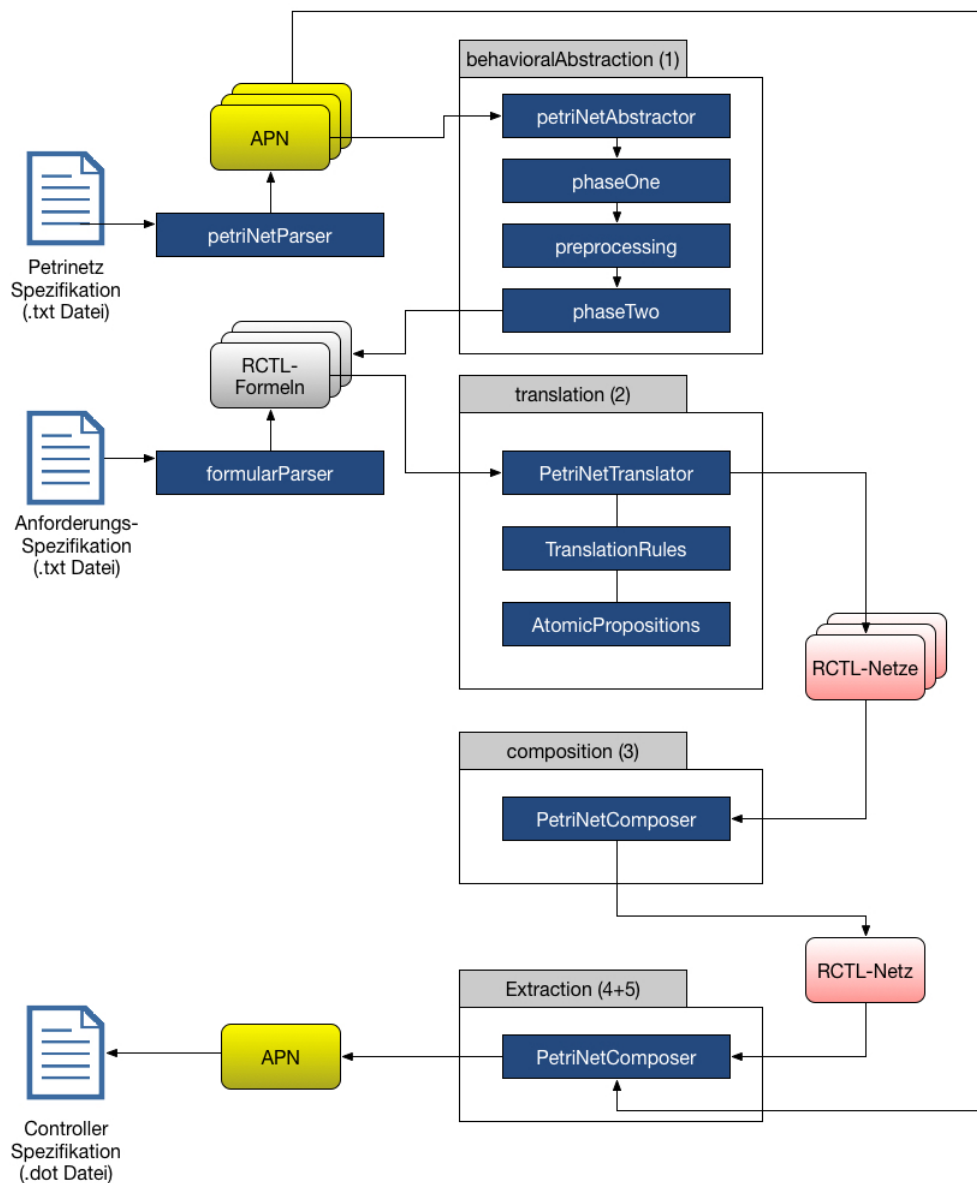 behavioralAbstraction (1)
APN
petriNetAbstractor
phaseOne
petriNetParser
preprocessing
Petrinetz
Spezifikation
(.txt Datei)
phaseTwo
RCTL-
Formeln
translation (2)
formularParser
PetriNetTranslator
Anforderungs-
Spezifikation
(.txt Datei)
TranslationRules
AtomicPropositions
RCTL-Netze
composition (3)
PetriNetComposer
RCTL-Netz
Extraction (4+5)
APN
PetriNetComposer
Controller
Spezifikation
(.dot Datei)